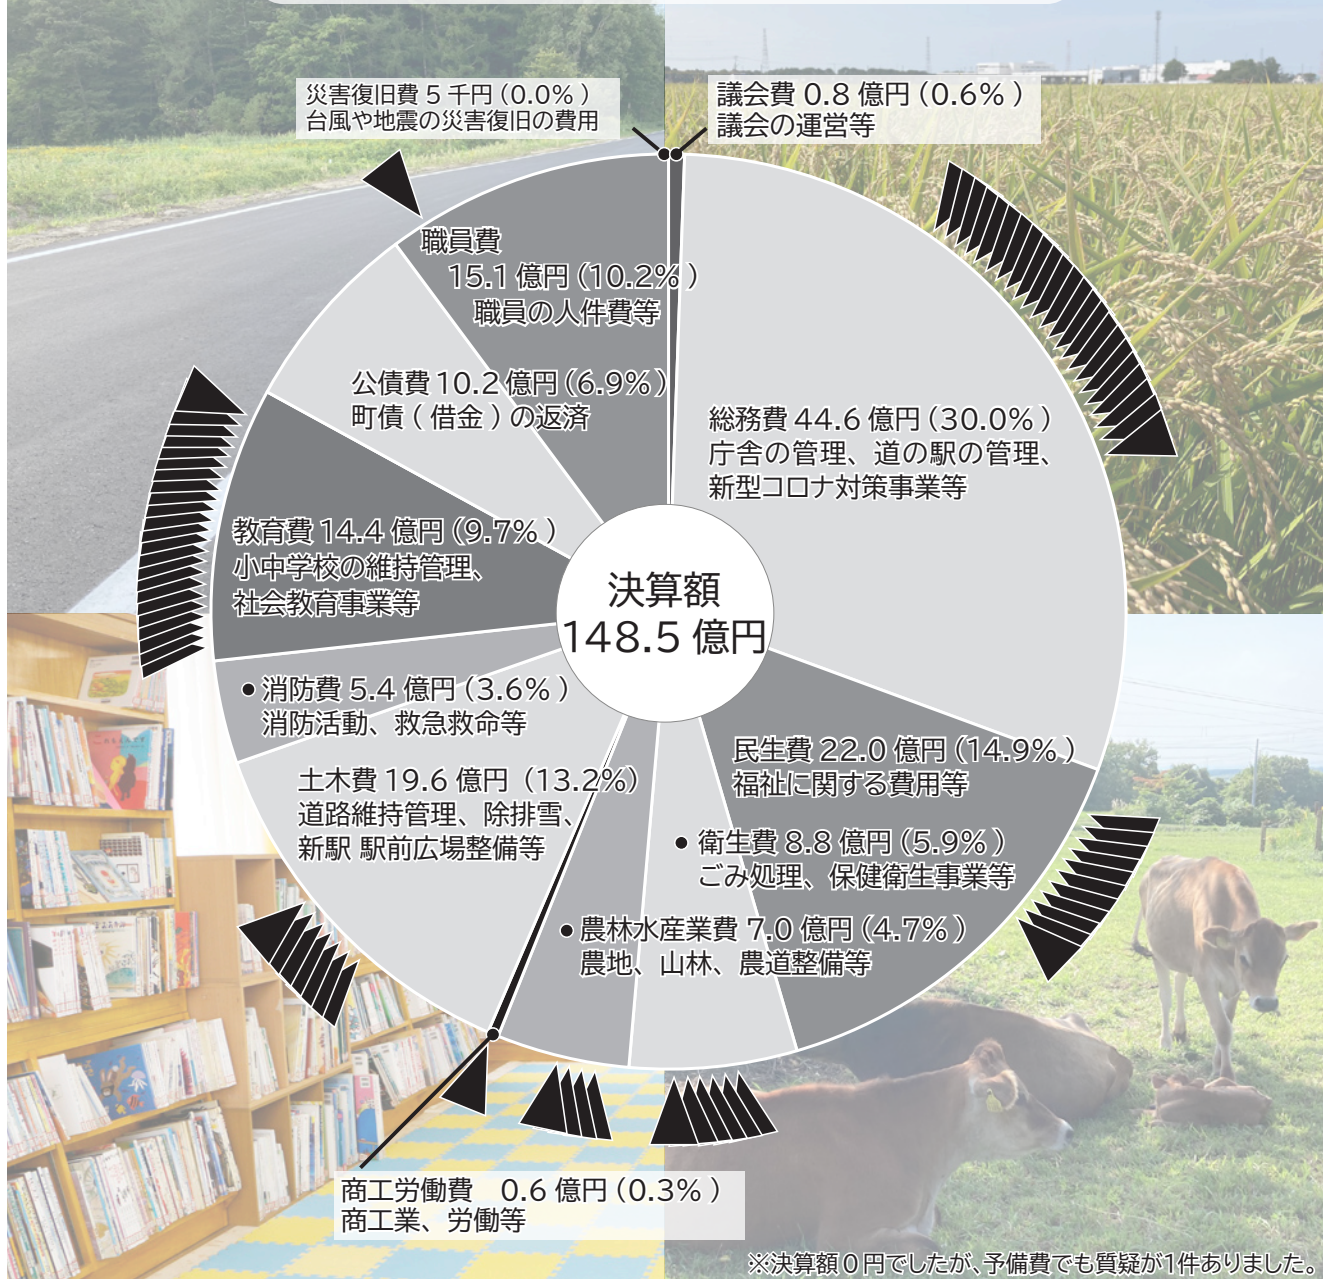 災害復旧費 5 千円（0.0%）
台風や地震の災害復旧の費用
議会費 0.8 億円（0.6%）
議会の運営等
職員費
15.1 億円（10.2%）
職員の人件費等
公債費 10.2 億円（6.9%）
町債（借金）の返済
総務費 44.6 億円（30.0%）
庁舎の管理、道の駅の管理、
新型コロナ対策事業等
教育費 14.4 億円（9.7%）
小中学校の維持管理、
社会教育事業等
決算額
148.5 億円
消防費 5.4 億円（3.6%）
消防活動、救急救命等
民生費 22.0 億円（14.9%）
福祉に関する費用等
土木費 19.6 億円（13.2%）
道路維持管理、除排雪、
新駅 駅前広場整備等
衛生費 8.8 億円（5.9%）
ごみ処理、保健衛生事業等
農林水産業費 7.0 億円（4.7%）
農地、山林、農道整備等
商工労働費　0.6 億円（0.3%）
商工業、労働等
※決算額０円でしたが、予備費でも質疑が1件ありました。